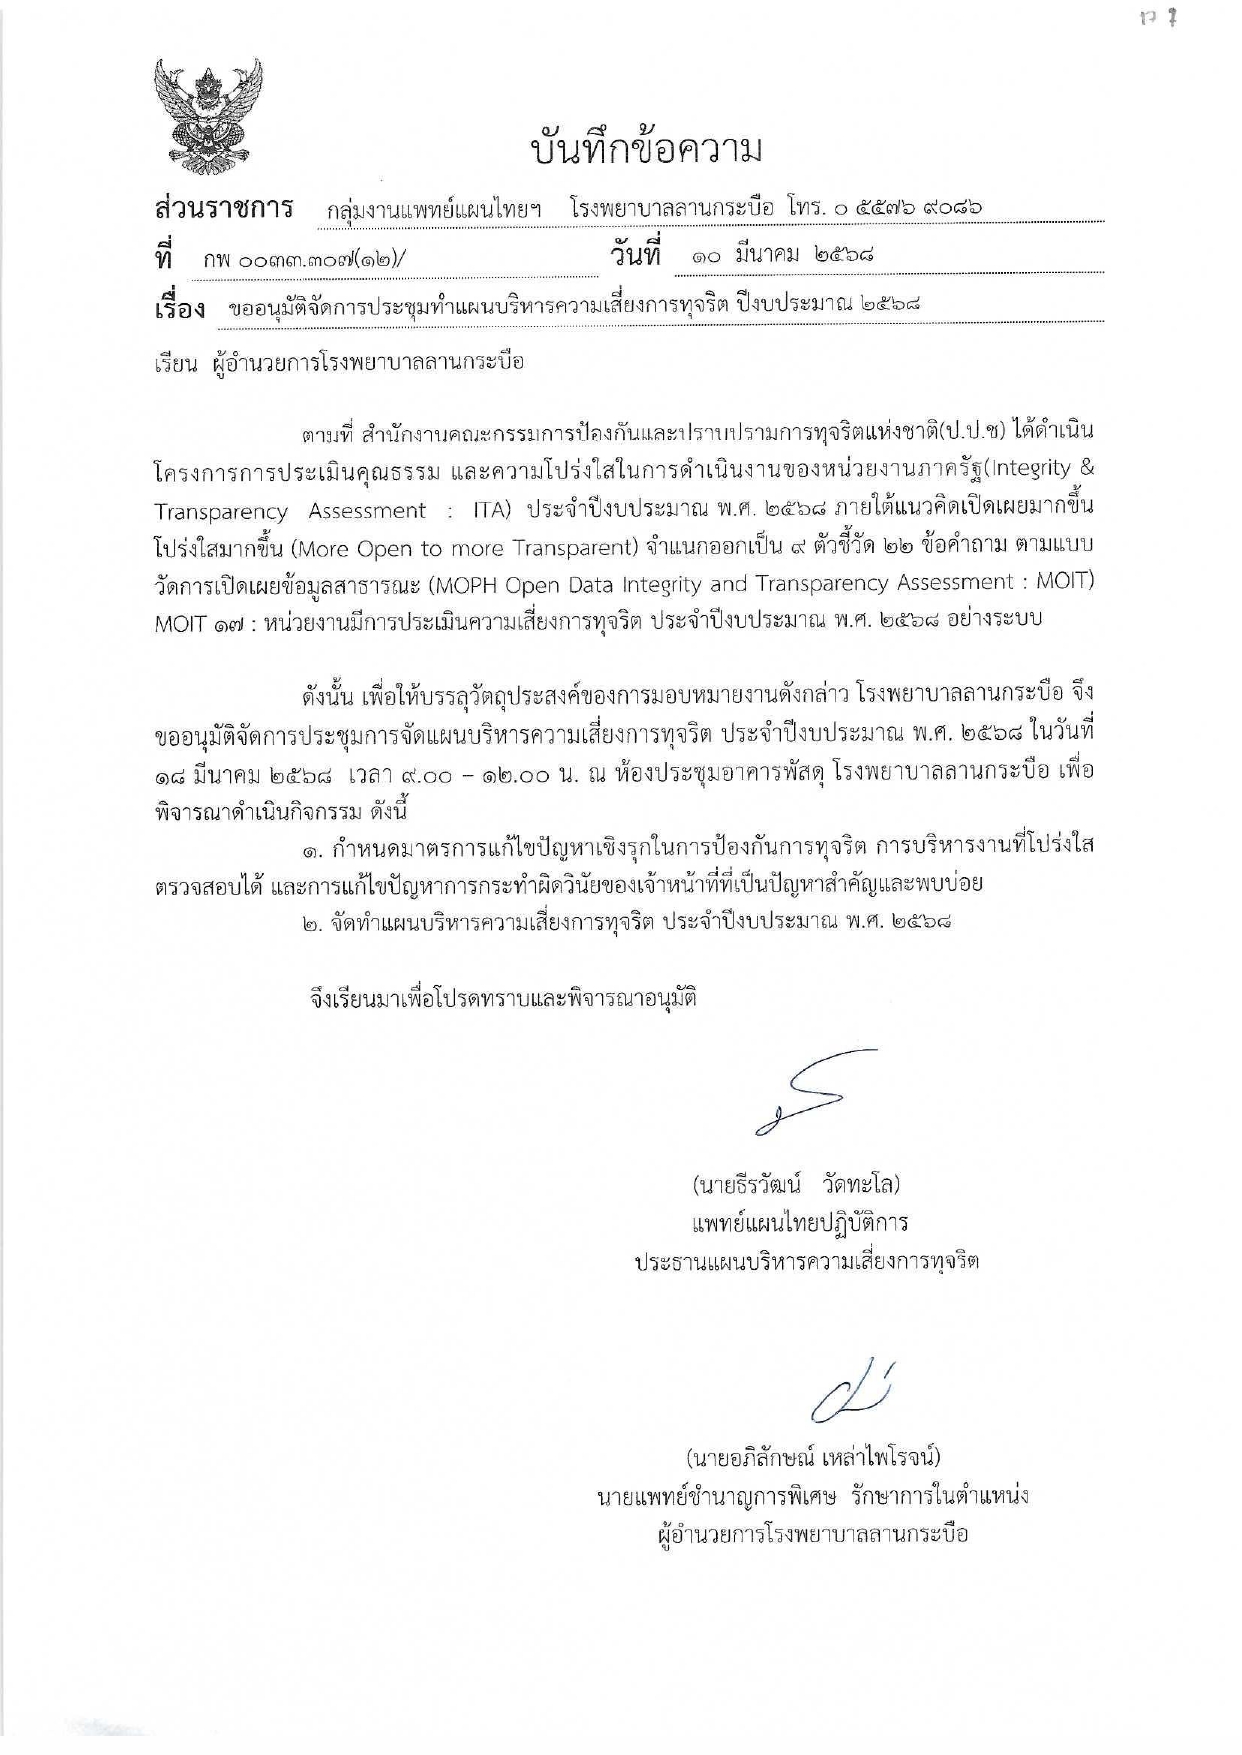 บันทึกข้อความ
ส่วนราชการ กลุ่มงานแพทย์แผนไทยฯ โรงพยาบาลลานกระบือ โทร. ๐ ๕๕๗๖ ๙๐๘๖
ที่ กพ ๐๐๓๓.๓๐๗(๑๒)/ วันที่ ๑๐ มีนาคม ๒๕๖๘
เรื่อง ขออนุมัติจัดการประชุมทำแผนบริหารความเสี่ยงการทุจริต ปีงบประมาณ ๒๕๖๘
เรียน ผู้อำนวยการโรงพยาบาลลานกระบือ
ตามที่ สำนักงานคณะกรรมการป้องกันและปราบปรามการทุจริตแห่งชาติ(ป.ป.ช) ได้ดำเนิน
โครงการการประเมินคุณธรรม และความโปร่งใสในการดำเนินงานของหน่วยงานภาครัฐ(Integrity &
Transparency Assessment : ITA) ประจำปีงบประมาณ พ.ศ. ๒๕๖๘ ภายใต้แนวคิดเปิดเผยมากขึ้น
โปร่งใสมากขึ้น (More Open to more Transparent) จำแนกออกเป็น ๙ ตัวชี้วัด ๒๒ ข้อคำถาม ตามแบบ
วัดการเปิดเผยข้อมูลสาธารณะ (MOPH Open Data Integrity and Transparency Assessment : MOIT)
MOIT ๑๗ : หน่วยงานมีการประเมินความเสี่ยงการทุจริต ประจำปีงบประมาณ พ.ศ. ๒๕๖๘ อย่างระบบ
ดังนั้น เพื่อให้บรรลุวัตถุประสงค์ของการมอบหมายงานดังกล่าว โรงพยาบาลลานกระบือ จึง
ขออนุมัติจัดการประชุมการจัดแผนบริหารความเสี่ยงการทุจริต ประจำปีงบประมาณ พ.ศ. ๒๕๖๘ ในวันที่
๑๘ มีนาคม ๒๕๖๘ เวลา ๙.๐๐ – ๑๒.๐๐ น. ณ ห้องประชุมอาคารพัสดุ โรงพยาบาลลานกระบือ เพื่อ
พิจารณาดำเนินกิจกรรม ดังนี้
๑. กำหนดมาตรการแก้ไขปัญหาเชิงรุกในการป้องกันการทุจริต การบริหารงานที่โปร่งใส
ตรวจสอบได้ และการแก้ไขปัญหาการกระทำผิดวินัยของเจ้าหน้าที่ที่เป็นปัญหาสำคัญและพบบ่อย
๒. จัดทำแผนบริหารความเสี่ยงการทุจริต ประจำปีงบประมาณ พ.ศ. ๒๕๖๘
จึงเรียนมาเพื่อโปรดทราบและพิจารณาอนุมัติ
(นายธีรวัฒน์ วัดทะโล)
แพทย์แผนไทยปฏิบัติการ
ประธานแผนบริหารความเสี่ยงการทุจริต
(นายอภิลักษณ์ เหล่าไพโรจน์)
นายแพทย์ชำนาญการพิเศษ รักษาการในตำแหน่ง
ผู้อำนวยการโรงพยาบาลลานกระบือ